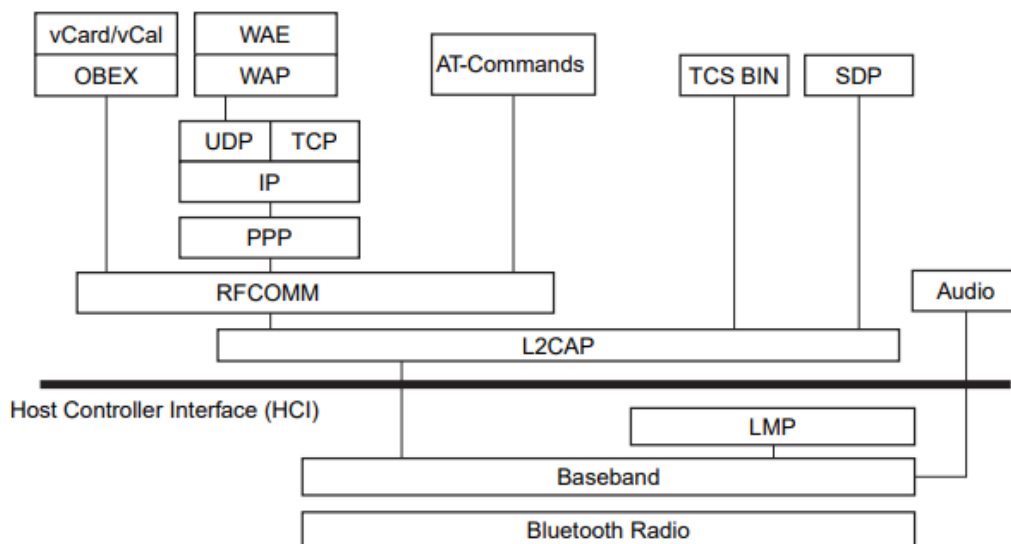 vCard/vCal
OBEX
WAE
WAP
AT-Commands
TCS BIN
SDP
UDP
TCP
IP
PPP
RFCOMM
Audio
L2CAP
Host Controller Interface (HCI)
LMP
Baseband
Bluetooth Radio